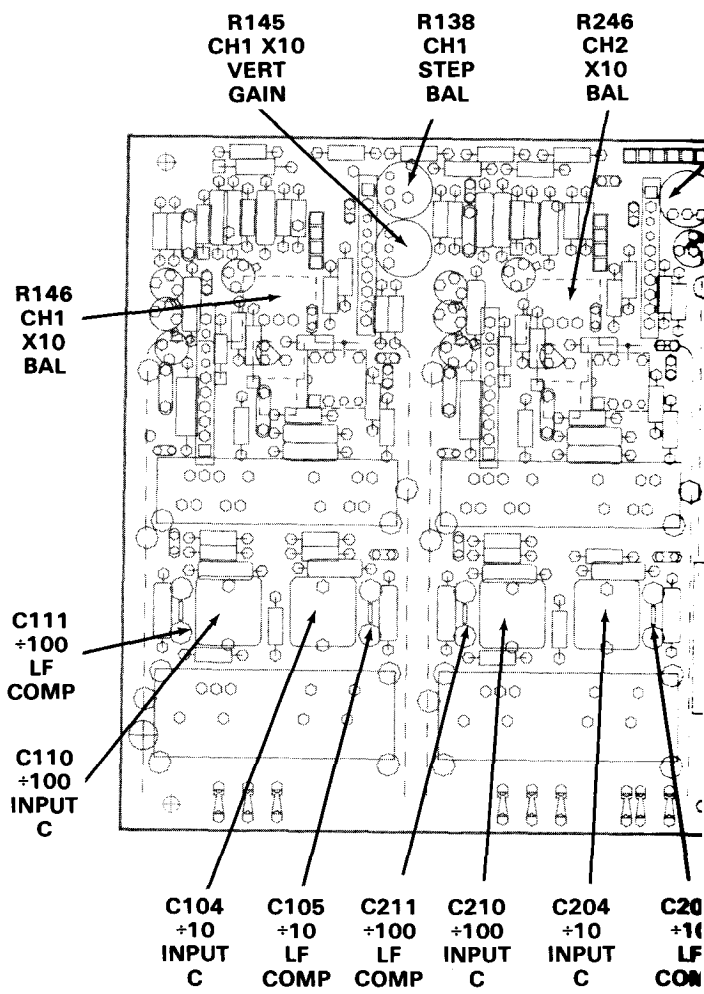 R145
CH1 X10
VERT
GAIN
R138
CH1
STEP
BAL
R246
CH2
X10
BAL
R146
CH1
X10
BAL
C111
÷100
LF
COMP
C110
÷100
INPUT
C
C104
÷10
INPUT
C
C105
÷10
LF
COMP
C211
÷100
LF
COMP
C210
÷100
INPUT
C
C204
÷10
INPUT
C
LF